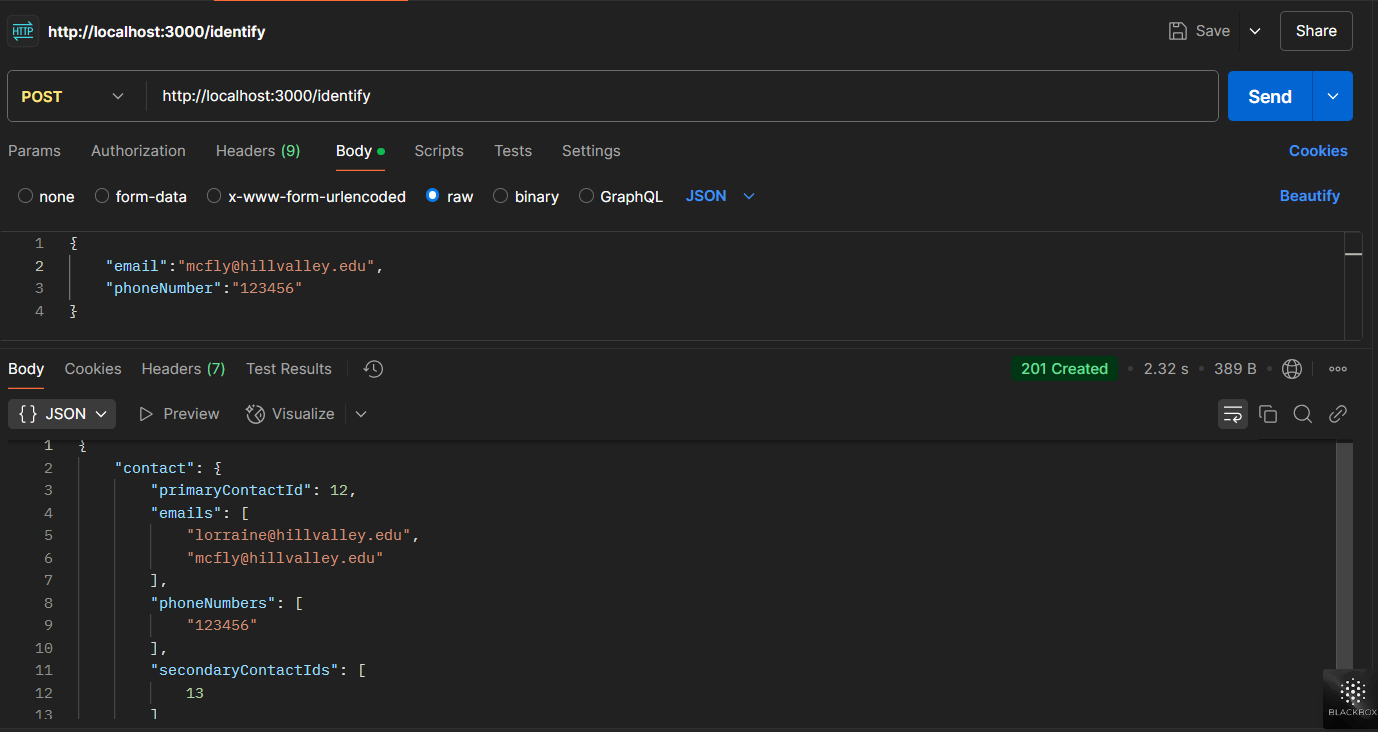 HTTP http://localhost:3000/identify Save Share
POST http://localhost:3000/identify Send
Params Authorization Headers (9) Body Scripts Tests Settings Cookies
none form-data x-www-form-urlencoded raw binary GraphQL JSON Beautify
1 {
2 "email":"mcfly@hillvalley.edu",
3 "phoneNumber":"123456"
4 }
Body Cookies Headers (7) Test Results 201 Created • 2.32 s • 389 B •
{} JSON Preview Visualize
1 {
2 "contact": {
3 "primaryContactId": 12,
4 "emails": [
5 "lorraine@hillvalley.edu",
6 "mcfly@hillvalley.edu"
7 ],
8 "phoneNumbers": [
9 "123456"
10 ],
11 "secondaryContactIds": [
12 13
13 ]
BLACKBOX